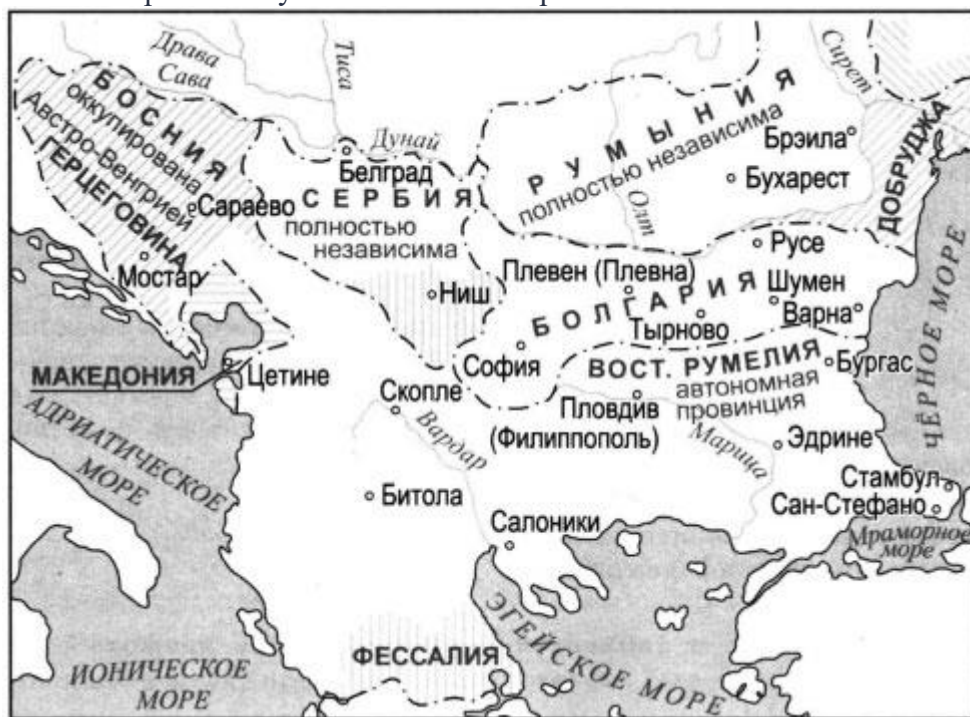 Драва
Сава
Тиса
Сирет
БОСНИЯ
оккупирована
Австро-Венгрией
ГЕРЦЕГОВИНА
Дунай
Белград
РУМЫНИЯ
полностью независима
Брэила
Бухарест
ДОБРУДЖА
Сараево
СЕРБИЯ
полностью
независима
Олт
Мостар
Русе
Плевен (Плевна)
Шумен
Ниш
БОЛГАРИЯ
Варна
Тырново
ЧЁРНОЕ МОРЕ
София
ВОСТ. РУМЕЛИЯ
Бургас
МАКЕДОНИЯ
Цетине
автономная
провинция
Скопле
Пловдив
(Филиппополь)
АДРИАТИЧЕСКОЕ
МОРЕ
Вардар
Марица
Эдрине
Битола
Стамбул
Сан-Стефано
Салоники
Мраморное
море
ЭГЕЙСКОЕ МОРЕ
ФЕССАЛИЯ
ИОНИЧЕСКОЕ
МОРЕ